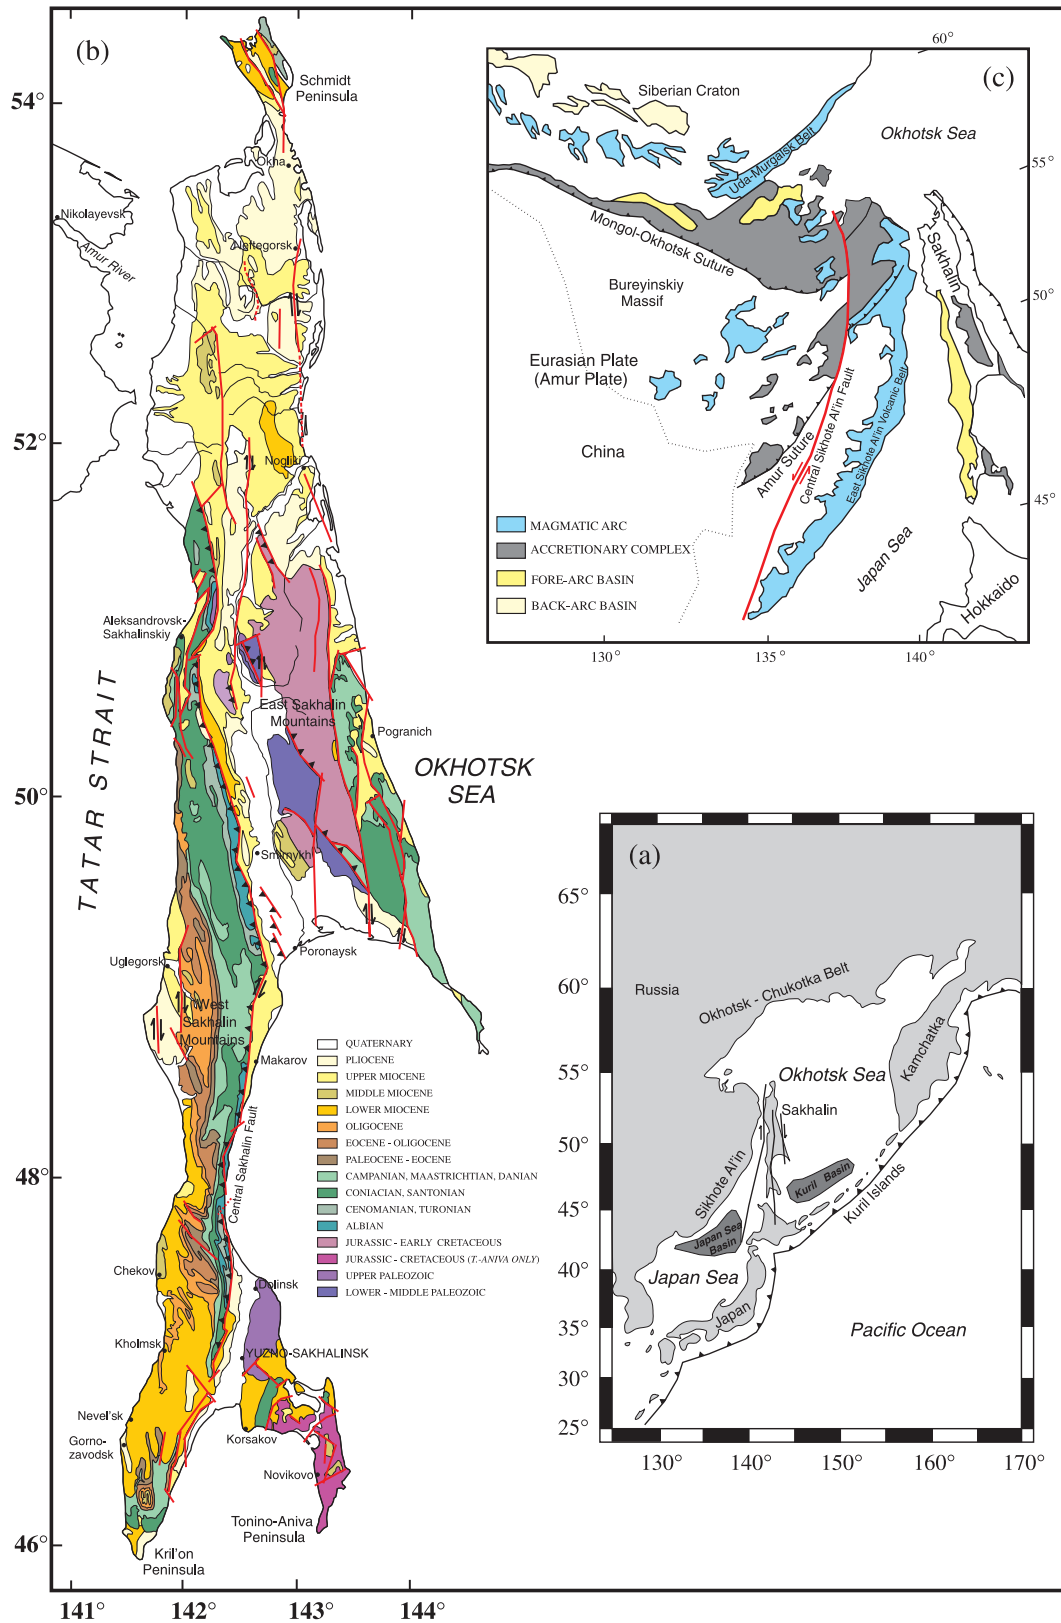 (b)
54°
52°
50°
48°
46°
141°
142°
143°
144°
Schmidt
Peninsula
Okha
Nikolayevsk
Amur River
Neftegorsk
Nogliki
Aleksandrovsk-
Sakhalinskiy
TATAR STRAIT
East Sakhalin
Mountains
Pogranich
OKHOTSK
SEA
Smirnykh
Poronaysk
Uglegorsk
West
Sakhalin
Mountains
Makarov
Central Sakhalin Fault
Chekov
Dolinsk
Kholmsk
YUZNO-SAKHALINSK
Nevel'sk
Gorno-
zavodsk
Korsakov
Novikovo
Tonino-Aniva
Peninsula
Kril'on
Peninsula
QUATERNARY
PLIOCENE
UPPER MIOCENE
MIDDLE MIOCENE
LOWER MIOCENE
OLIGOCENE
EOCENE - OLIGOCENE
PALEOCENE - EOCENE
CAMPANIAN, MAASTRICHTIAN, DANIAN
CONIACIAN, SANTONIAN
CENOMANIAN, TURONIAN
ALBIAN
JURASSIC - EARLY CRETACEOUS
JURASSIC - CRETACEOUS (T.-ANIVA ONLY)
UPPER PALEOZOIC
LOWER - MIDDLE PALEOZOIC
(c)
60°
55°
50°
45°
130°
135°
140°
Siberian Craton
Okhotsk Sea
Uda-Murgalsk Belt
Mongol-Okhotsk Suture
Sakhalin
Bureyinskiy
Massif
Eurasian Plate
(Amur Plate)
China
Amur Suture
Central Sikhote Al'in Fault
East Sikhote Al'in Volcanic Belt
Japan Sea
Hokkaido
MAGMATIC ARC
ACCRETIONARY COMPLEX
FORE-ARC BASIN
BACK-ARC BASIN
(a)
65°
60°
55°
50°
45°
40°
35°
30°
25°
130°
140°
150°
160°
170°
Russia
Okhotsk - Chukotka Belt
Okhotsk Sea
Kamchatka
Sakhalin
Sikhote Al'in
Kuril Basin
Kuril Islands
Japan Sea
Basin
Japan Sea
Japan
Pacific Ocean